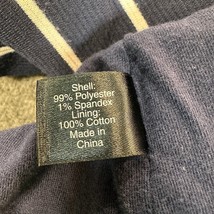 Shell:
99% Polyester
1% Spandex
Lining:
100% Cotton
Made in
China